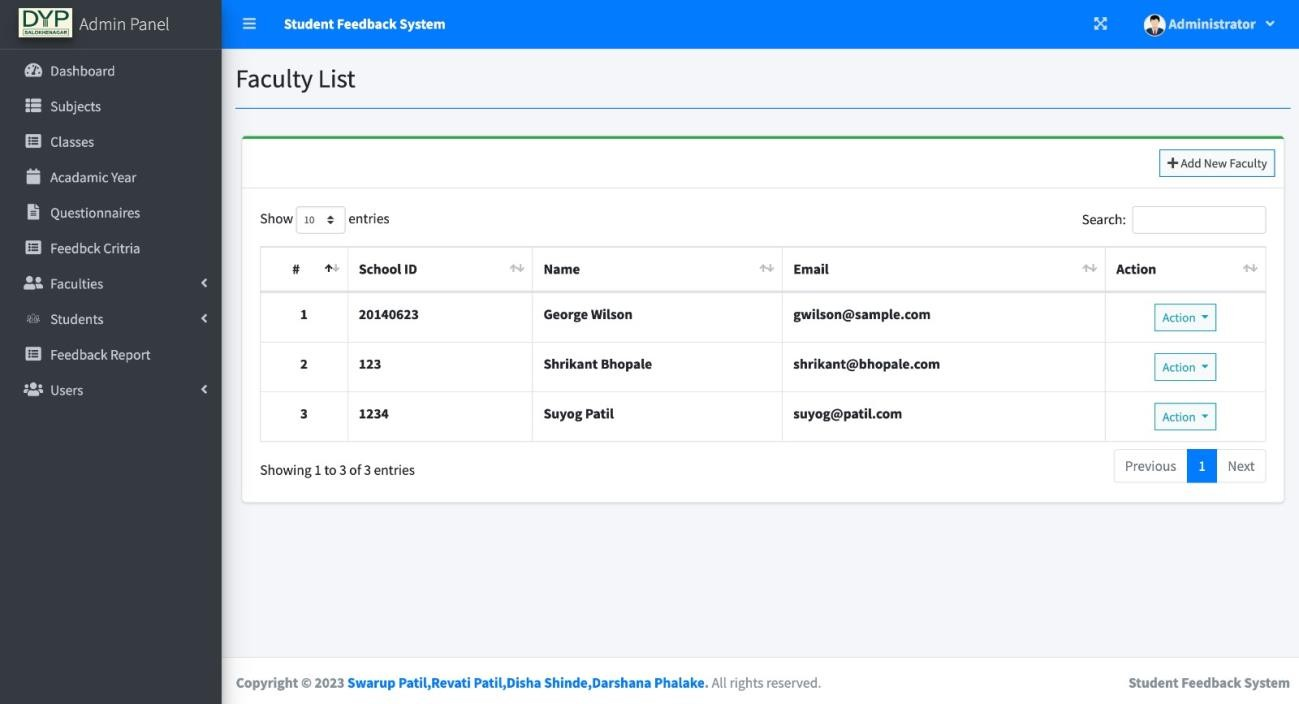 DYP
SALOKHENAGAR
Admin Panel
Student Feedback System
Administrator
Dashboard
Subjects
Classes
Acadamic Year
Questionnaires
Feedbck Critria
Faculties
Students
Feedback Report
Users
Faculty List
Add New Faculty
Show 10 entries
Search:
# School ID Name Email Action
1 20140623 George Wilson gwilson@sample.com Action
2 123 Shrikant Bhopale shrikant@bhopale.com Action
3 1234 Suyog Patil suyog@patil.com Action
Showing 1 to 3 of 3 entries
Previous 1 Next
Copyright © 2023 Swarup Patil,Revati Patil,Disha Shinde,Darshana Phalake. All rights reserved.
Student Feedback System